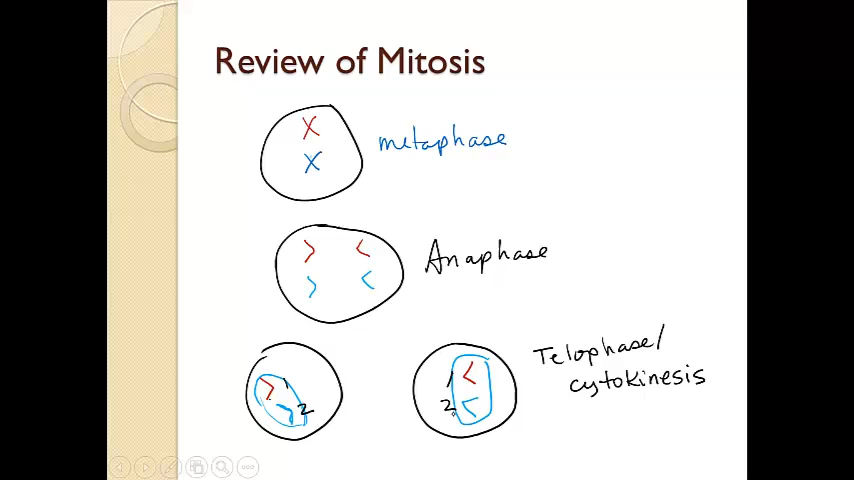 Review of Mitosis
metaphase
Anaphase
Telophase/
cytokinesis
1
2
1
2